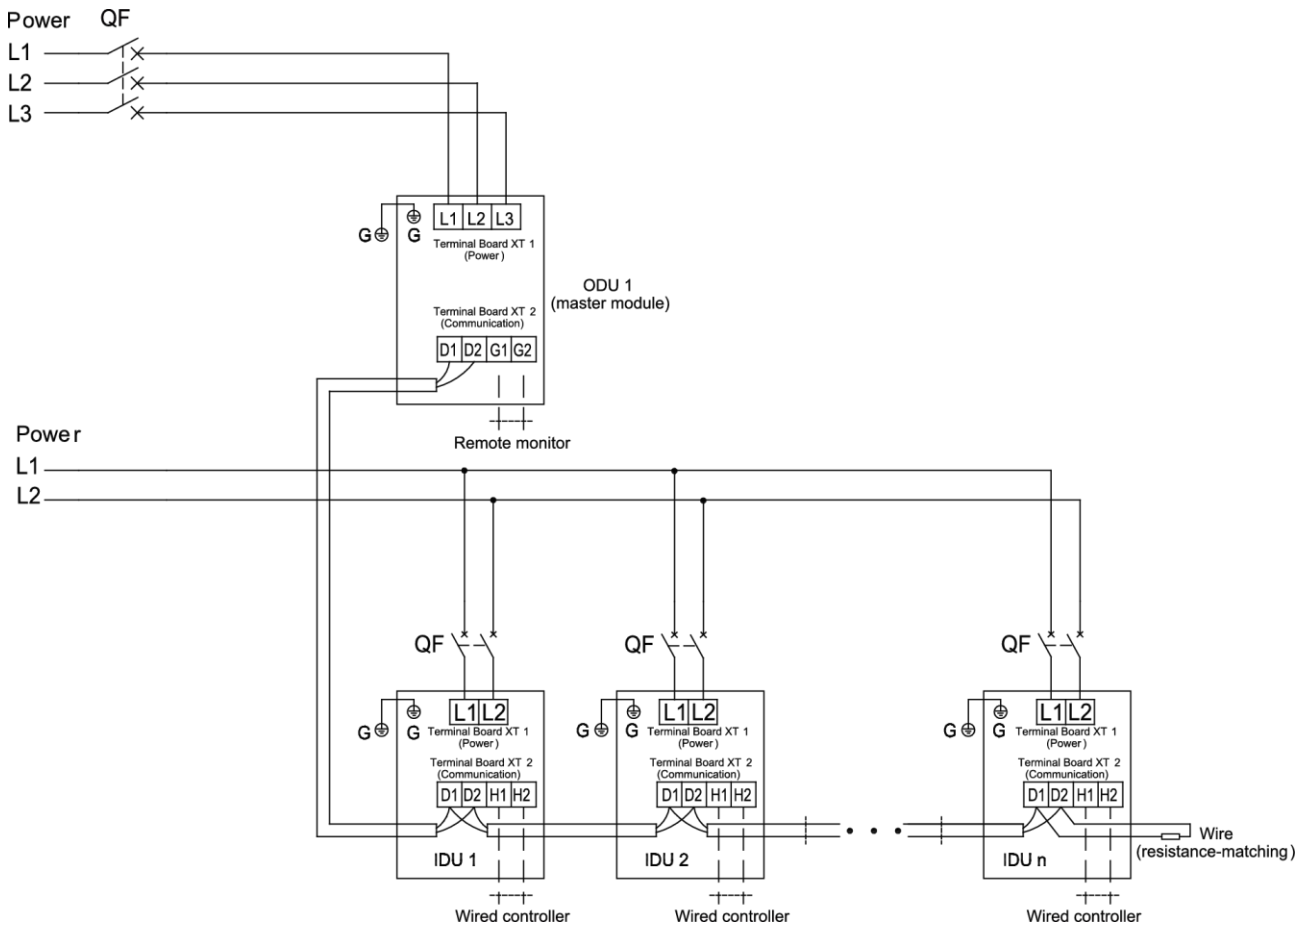 Power QF
L1
L2
L3
L1 L2 L3
G G
Terminal Board XT 1
(Power)
ODU 1
(master module)
Terminal Board XT 2
(Communication)
D1 D2 G1 G2
Remote monitor
Power
L1
L2
QF QF QF
L1 L2 L1 L2 L1 L2
G G G G G G
Terminal Board XT 1 Terminal Board XT 1 Terminal Board XT 1
(Power) (Power) (Power)
Terminal Board XT 2 Terminal Board XT 2 Terminal Board XT 2
(Communication) (Communication) (Communication)
D1 D2 H1 H2 D1 D2 H1 H2 D1 D2 H1 H2
Wire
(resistance-matching)
IDU 1 IDU 2 IDU n
Wired controller Wired controller Wired controller